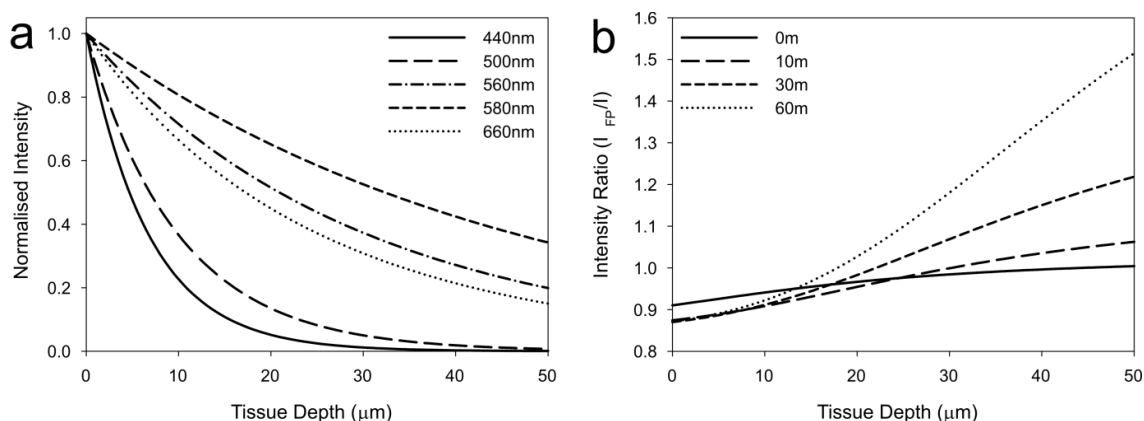 a
1.0
0.8
0.6
0.4
0.2
0.0
Normalised Intensity
440nm
500nm
560nm
580nm
660nm
0 10 20 30 40 50
Tissue Depth (μm)
b
1.6
1.5
1.4
1.3
1.2
1.1
1.0
0.9
0.8
Intensity Ratio (I FP/I)
0m
10m
30m
60m
0 10 20 30 40 50
Tissue Depth (μm)